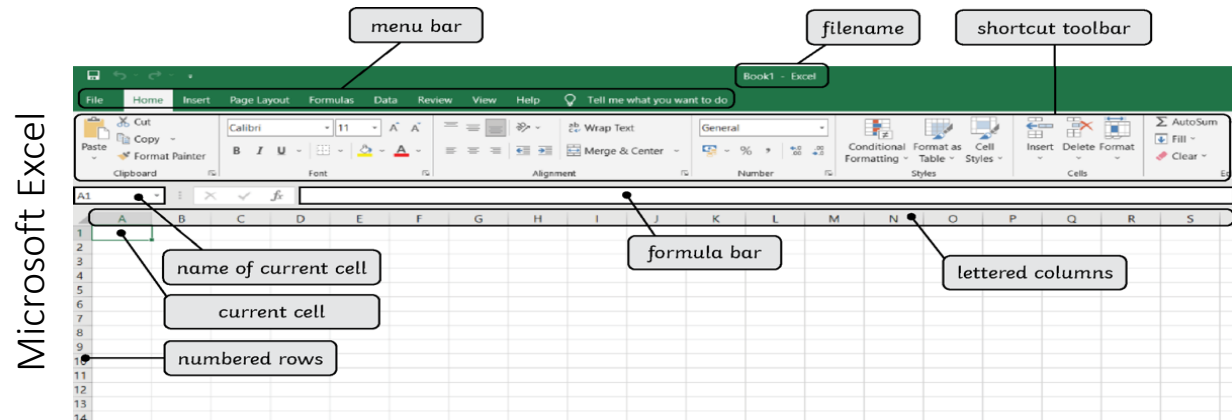 menu bar
filename
shortcut toolbar
Book1 - Excel
File Home Insert Page Layout Formulas Data Review View Help Tell me what you want to do
Paste
Cut
Copy
Format Painter
Clipboard
Calibri 11
B I U
A
Font
Wrap Text
Merge & Center
Alignment
General
%
Number
Conditional Formatting
Format as Table
Cell Styles
Styles
Insert Delete Format
Cells
AutoSum
Fill
Clear
A1
fx
A B C D E F G H I J K L M N O P Q R S
1
2
3
4
5
6
7
8
9
10
11
12
13
14
name of current cell
formula bar
lettered columns
current cell
numbered rows
Microsoft Excel